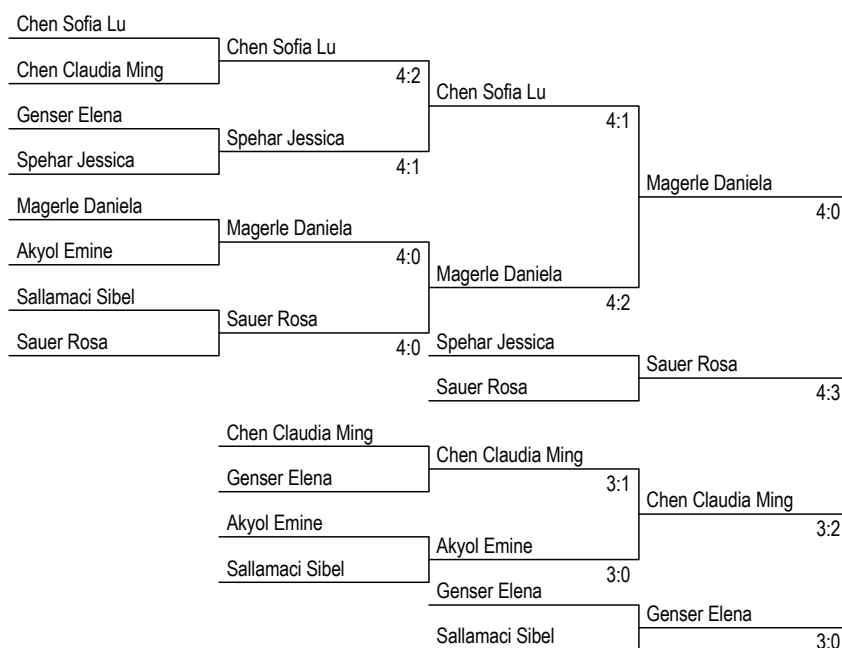 Chen Sofia Lu
Chen Sofia Lu
Chen Claudia Ming
4:2
Chen Sofia Lu
Genser Elena
4:1
Spehar Jessica
Spehar Jessica
4:1
Magerle Daniela
Magerle Daniela
4:0
Magerle Daniela
Akyol Emine
4:0
Magerle Daniela
Sallamaci Sibel
4:2
Sauer Rosa
Sauer Rosa
4:0
Spehar Jessica
Sauer Rosa
Sauer Rosa
4:3
Chen Claudia Ming
Chen Claudia Ming
Genser Elena
3:1
Chen Claudia Ming
Akyol Emine
3:2
Akyol Emine
Sallamaci Sibel
3:0
Genser Elena
Genser Elena
Sallamaci Sibel
3:0